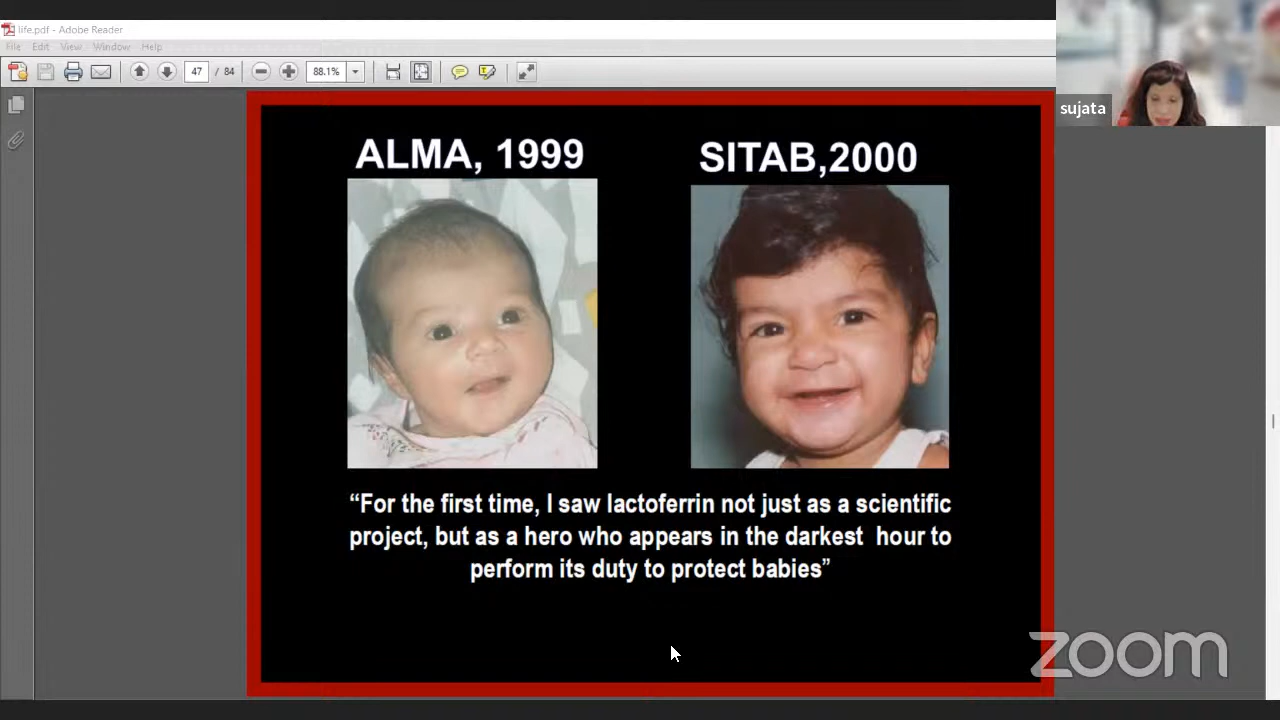 life.pdf - Adobe Reader
File Edit View Window Help
47 / 84 88.1%
sujata
ALMA, 1999 SITAB,2000
“For the first time, I saw lactoferrin not just as a scientific
project, but as a hero who appears in the darkest  hour to
perform its duty to protect babies”
zoom